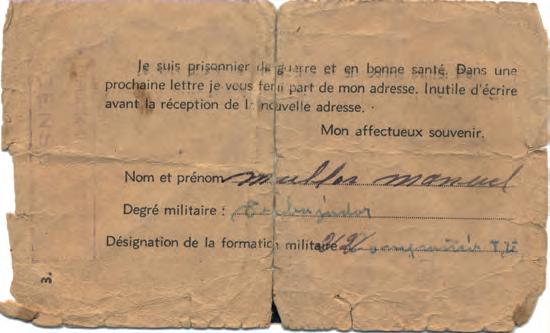 Je suis prisonnier de guerre et en bonne santé. Dans une
prochaine lettre je vous ferai part de mon adresse. Inutile d'écrire
avant la réception de la nouvelle adresse.
Mon affectueux souvenir.
Nom et prénom manuel
Degré militaire :
Désignation de la formation militaire
3.